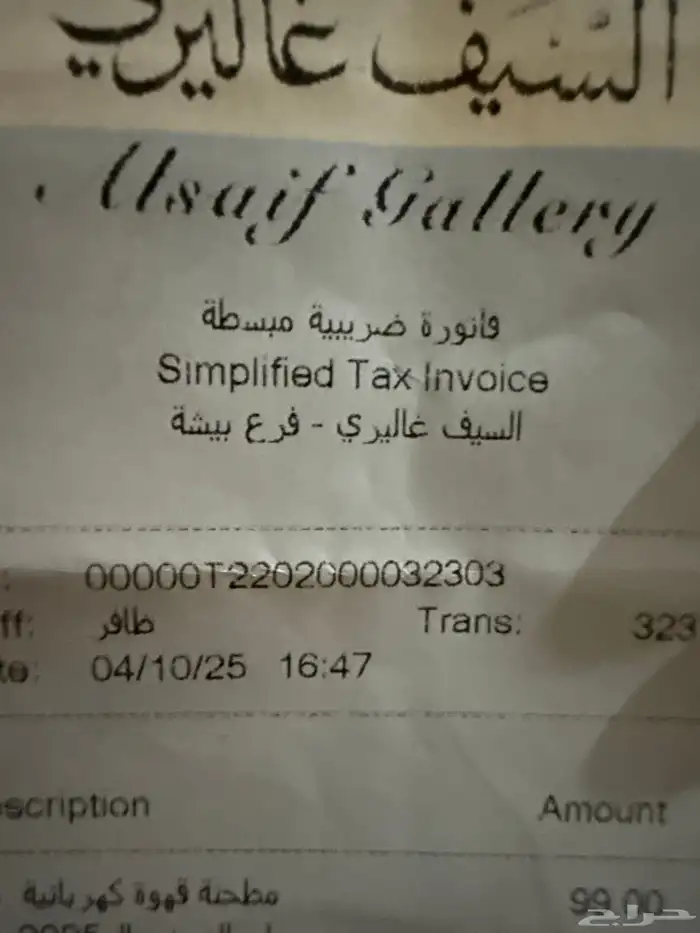 السيف غاليري
Alsaif Gallery
فاتورة ضريبية مبسطة
Simplified Tax Invoice
السيف غاليري - فرع بيشة
: 00000T2202000032303
ff: ظافر Trans: 323
te: 04/10/25 16:47
scription Amount
مطحنة قهوة كهربائية 99.00
حراج